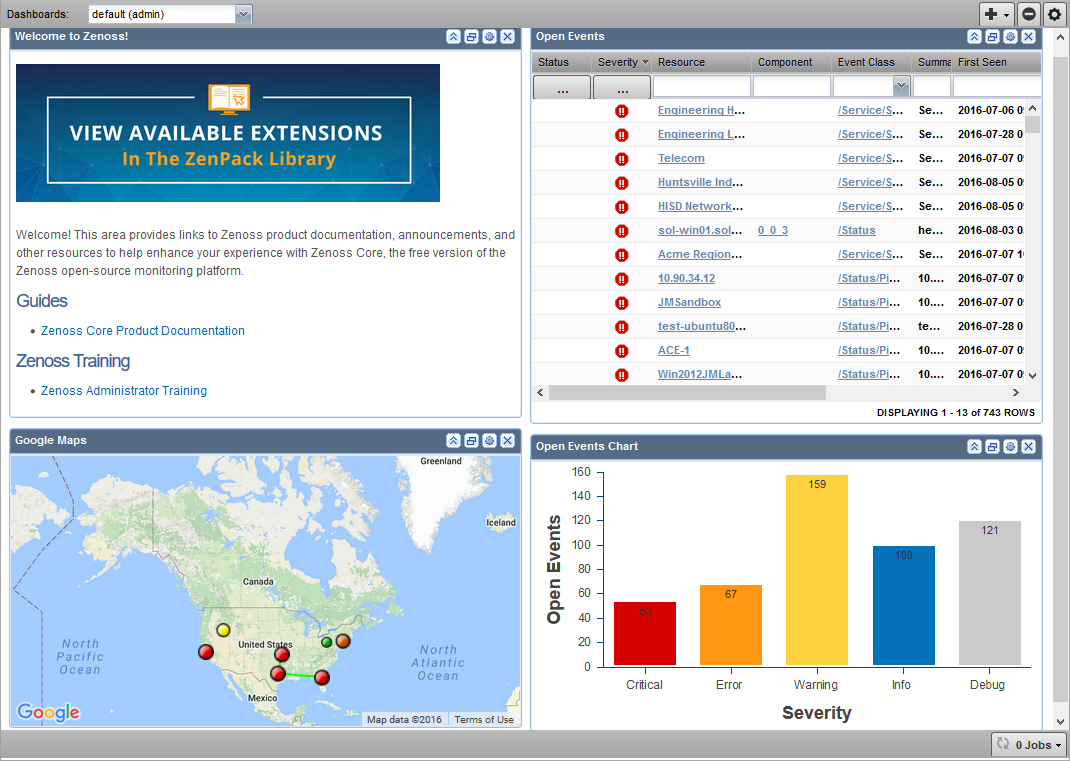 Dashboards: default (admin)
Welcome to Zenoss!
VIEW AVAILABLE EXTENSIONS
In The ZenPack Library
Welcome! This area provides links to Zenoss product documentation, announcements, and
other resources to help enhance your experience with Zenoss Core, the free version of the
Zenoss open-source monitoring platform.
Guides
Zenoss Core Product Documentation
Zenoss Training
Zenoss Administrator Training
Open Events
Status Severity Resource Component Event Class Summa First Seen
... ...
Engineering H... /Service/S... Se... 2016-07-06 0
Engineering L... /Service/S... Se... 2016-07-28 0
Telecom /Service/S... Se... 2016-07-07 0
Huntsville Ind... /Service/S... Se... 2016-08-05 0
HISD Network... /Service/S... Se... 2016-08-05 0
sol-win01.sol... 0_0_3 /Status he... 2016-08-03 0
Acme Region... /Service/S... Se... 2016-07-07 1
10.90.34.12 /Status/Pi... 10.... 2016-07-07 0
JMSandbox /Status/Pi... 10.... 2016-07-07 0
test-ubuntu80... /Status/Pi... te... 2016-07-28 0
ACE-1 /Status/Pi... 10.... 2016-07-07 0
Win2012JMLa... /Status/Pi... 10.... 2016-07-07 0
DISPLAYING 1 - 13 of 743 ROWS
Google Maps
Greenland
Iceland
Canada
United States
Mexico
North
Pacific
Ocean
North
Atlantic
Ocean
Google
Map data ©2016 Terms of Use
Open Events Chart
Open Events
160
140
120
100
80
60
40
20
0
53
67
159
100
121
Critical Error Warning Info Debug
Severity
0 Jobs